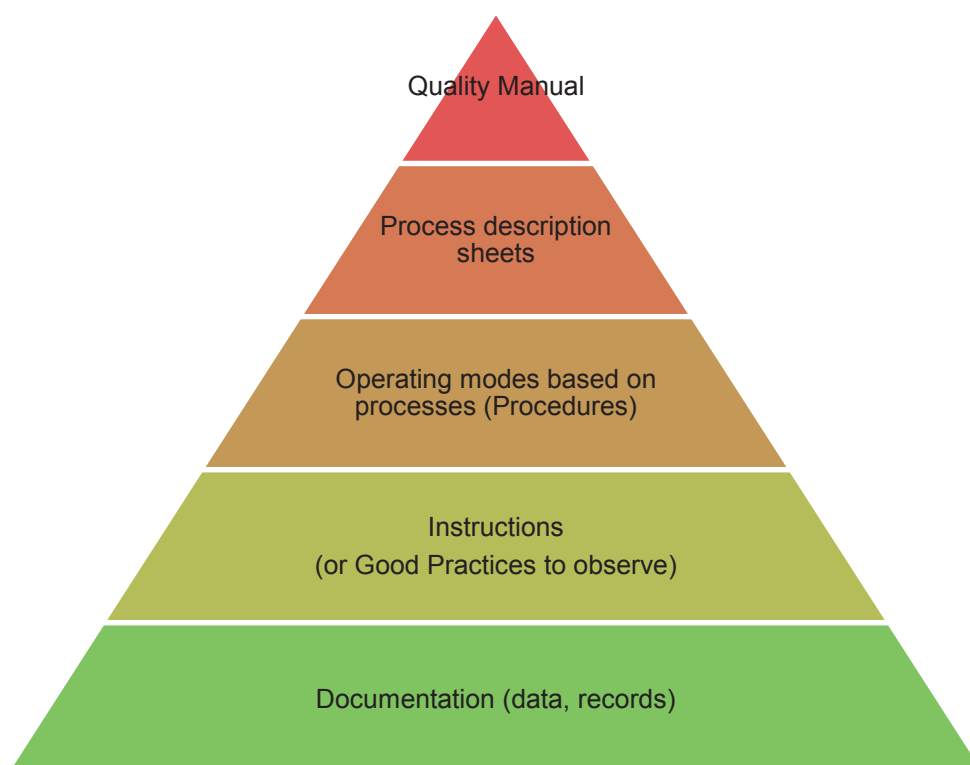 Quality Manual
Process description
sheets
Operating modes based on
processes (Procedures)
Instructions
(or Good Practices to observe)
Documentation (data, records)